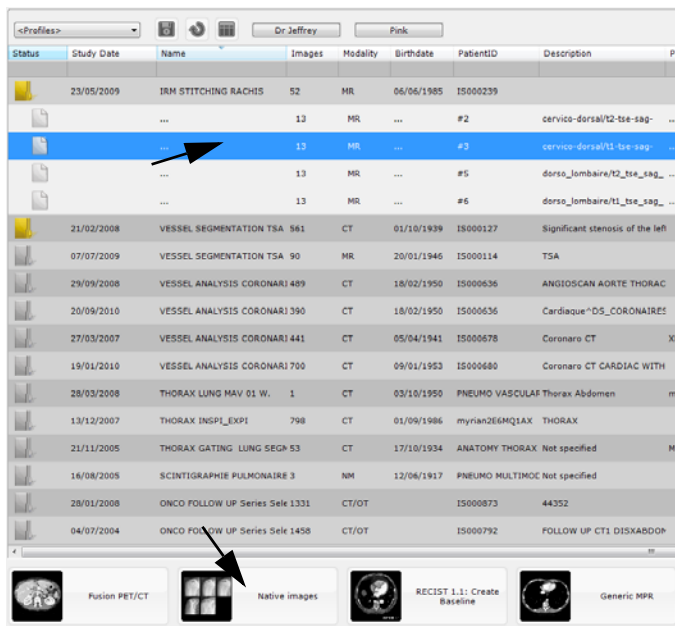 <Profiles> Dr Jeffrey Pink
Status Study Date Name Images Modality Birthdate PatientID Description P
23/05/2009 IRM STITCHING RACHIS 52 MR 06/06/1985 IS000239
... 13 MR ... #2 cervico-dorsal/t2-tse-sag- ...
... 13 MR ... #3 cervico-dorsal/t1-tse-sag- ...
... 13 MR ... #5 dorso_lombaire/t2_tse_sag_ ...
... 13 MR ... #6 dorso_lombaire/t1_tse_sag_ ...
21/02/2008 VESSEL SEGMENTATION TSA 561 CT 01/10/1939 IS000127 Significant stenosis of the left
07/07/2009 VESSEL SEGMENTATION TSA 90 MR 20/01/1946 IS000114 TSA
29/09/2008 VESSEL ANALYSIS CORONARI 489 CT 18/02/1950 IS000636 ANGIOSCAN AORTE THORAC
20/09/2010 VESSEL ANALYSIS CORONARI 390 CT 18/02/1950 IS000636 Cardiaque^DS_CORONAIRES
27/03/2007 VESSEL ANALYSIS CORONARI 441 CT 05/04/1941 IS000678 Coronaro CT X
19/01/2010 VESSEL ANALYSIS CORONARI 700 CT 09/01/1953 IS000680 Coronaro CT CARDIAC WITH
28/03/2008 THORAX LUNG MAV 01 W. 1 CT 03/10/1950 PNEUMO VASCULAR Thorax Abdomen m
13/12/2007 THORAX INSPI_EXPI 798 CT 01/09/1986 myrian2E6MQ1AX THORAX
21/11/2005 THORAX GATING LUNG SEGM 53 CT 17/10/1934 ANATOMY THORAX Not specified M
16/08/2005 SCINTIGRAPHIE PULMONAIRE 3 NM 12/06/1917 PNEUMO MULTIMOD Not specified
28/01/2008 ONCO FOLLOW UP Series Sele 1331 CT/OT IS000873 44352
04/07/2004 ONCO FOLLOW UP Series Sele 1458 CT/OT IS000792 FOLLOW UP CT1 DISXABDOM
Fusion PET/CT Native images RECIST 1.1: Create Generic MPR
Baseline